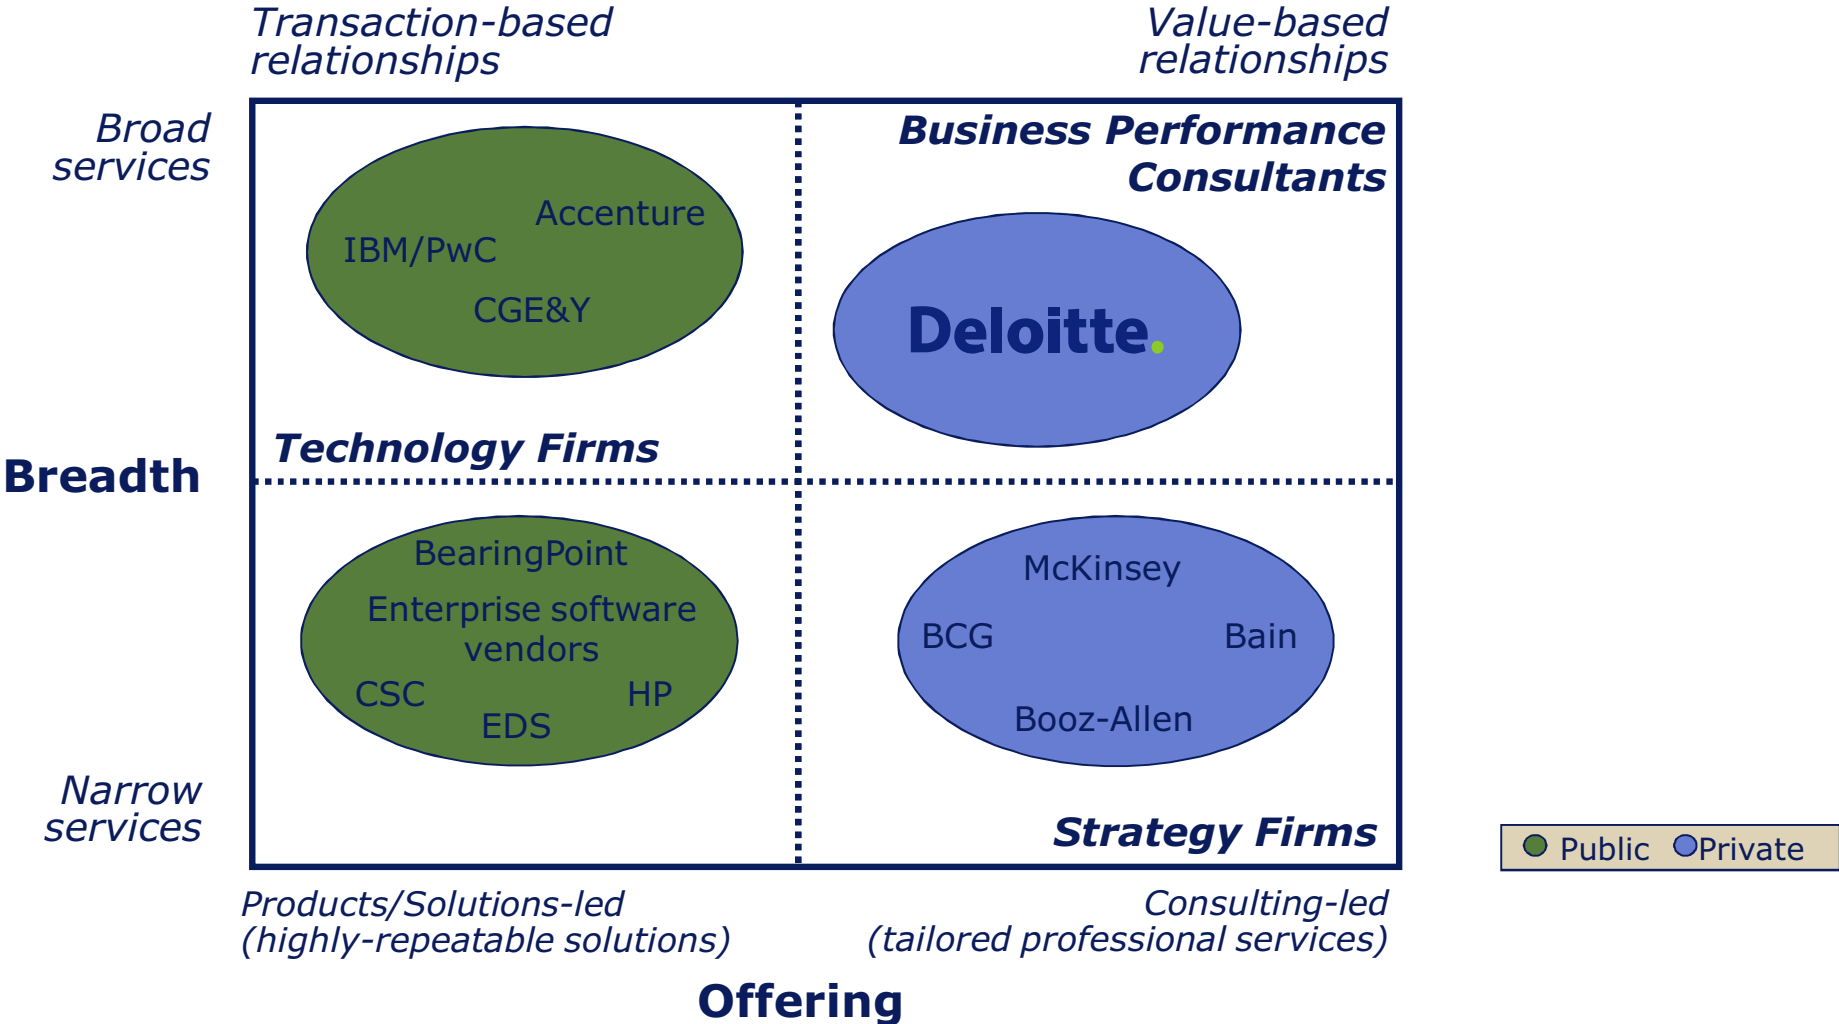 Transaction-based
relationships
Value-based
relationships
Broad
services
Business Performance
Consultants
Accenture
IBM/PwC
CGE&Y
Deloitte.
Technology Firms
Breadth
BearingPoint
Enterprise software
vendors
CSC
HP
EDS
McKinsey
BCG
Bain
Booz-Allen
Narrow
services
Strategy Firms
Public
Private
Products/Solutions-led
(highly-repeatable solutions)
Consulting-led
(tailored professional services)
Offering